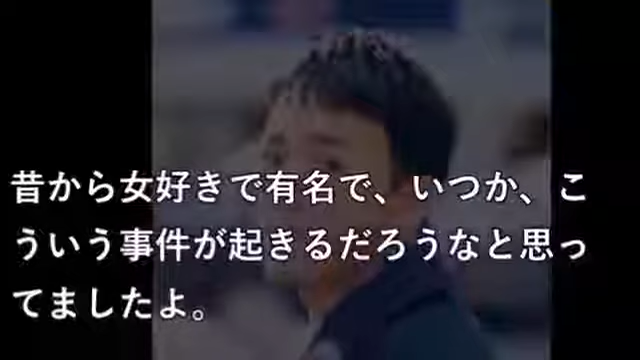 昔から女好きで有名で、いつか、こ
ういう事件が起きるだろうなと思っ
てましたよ。